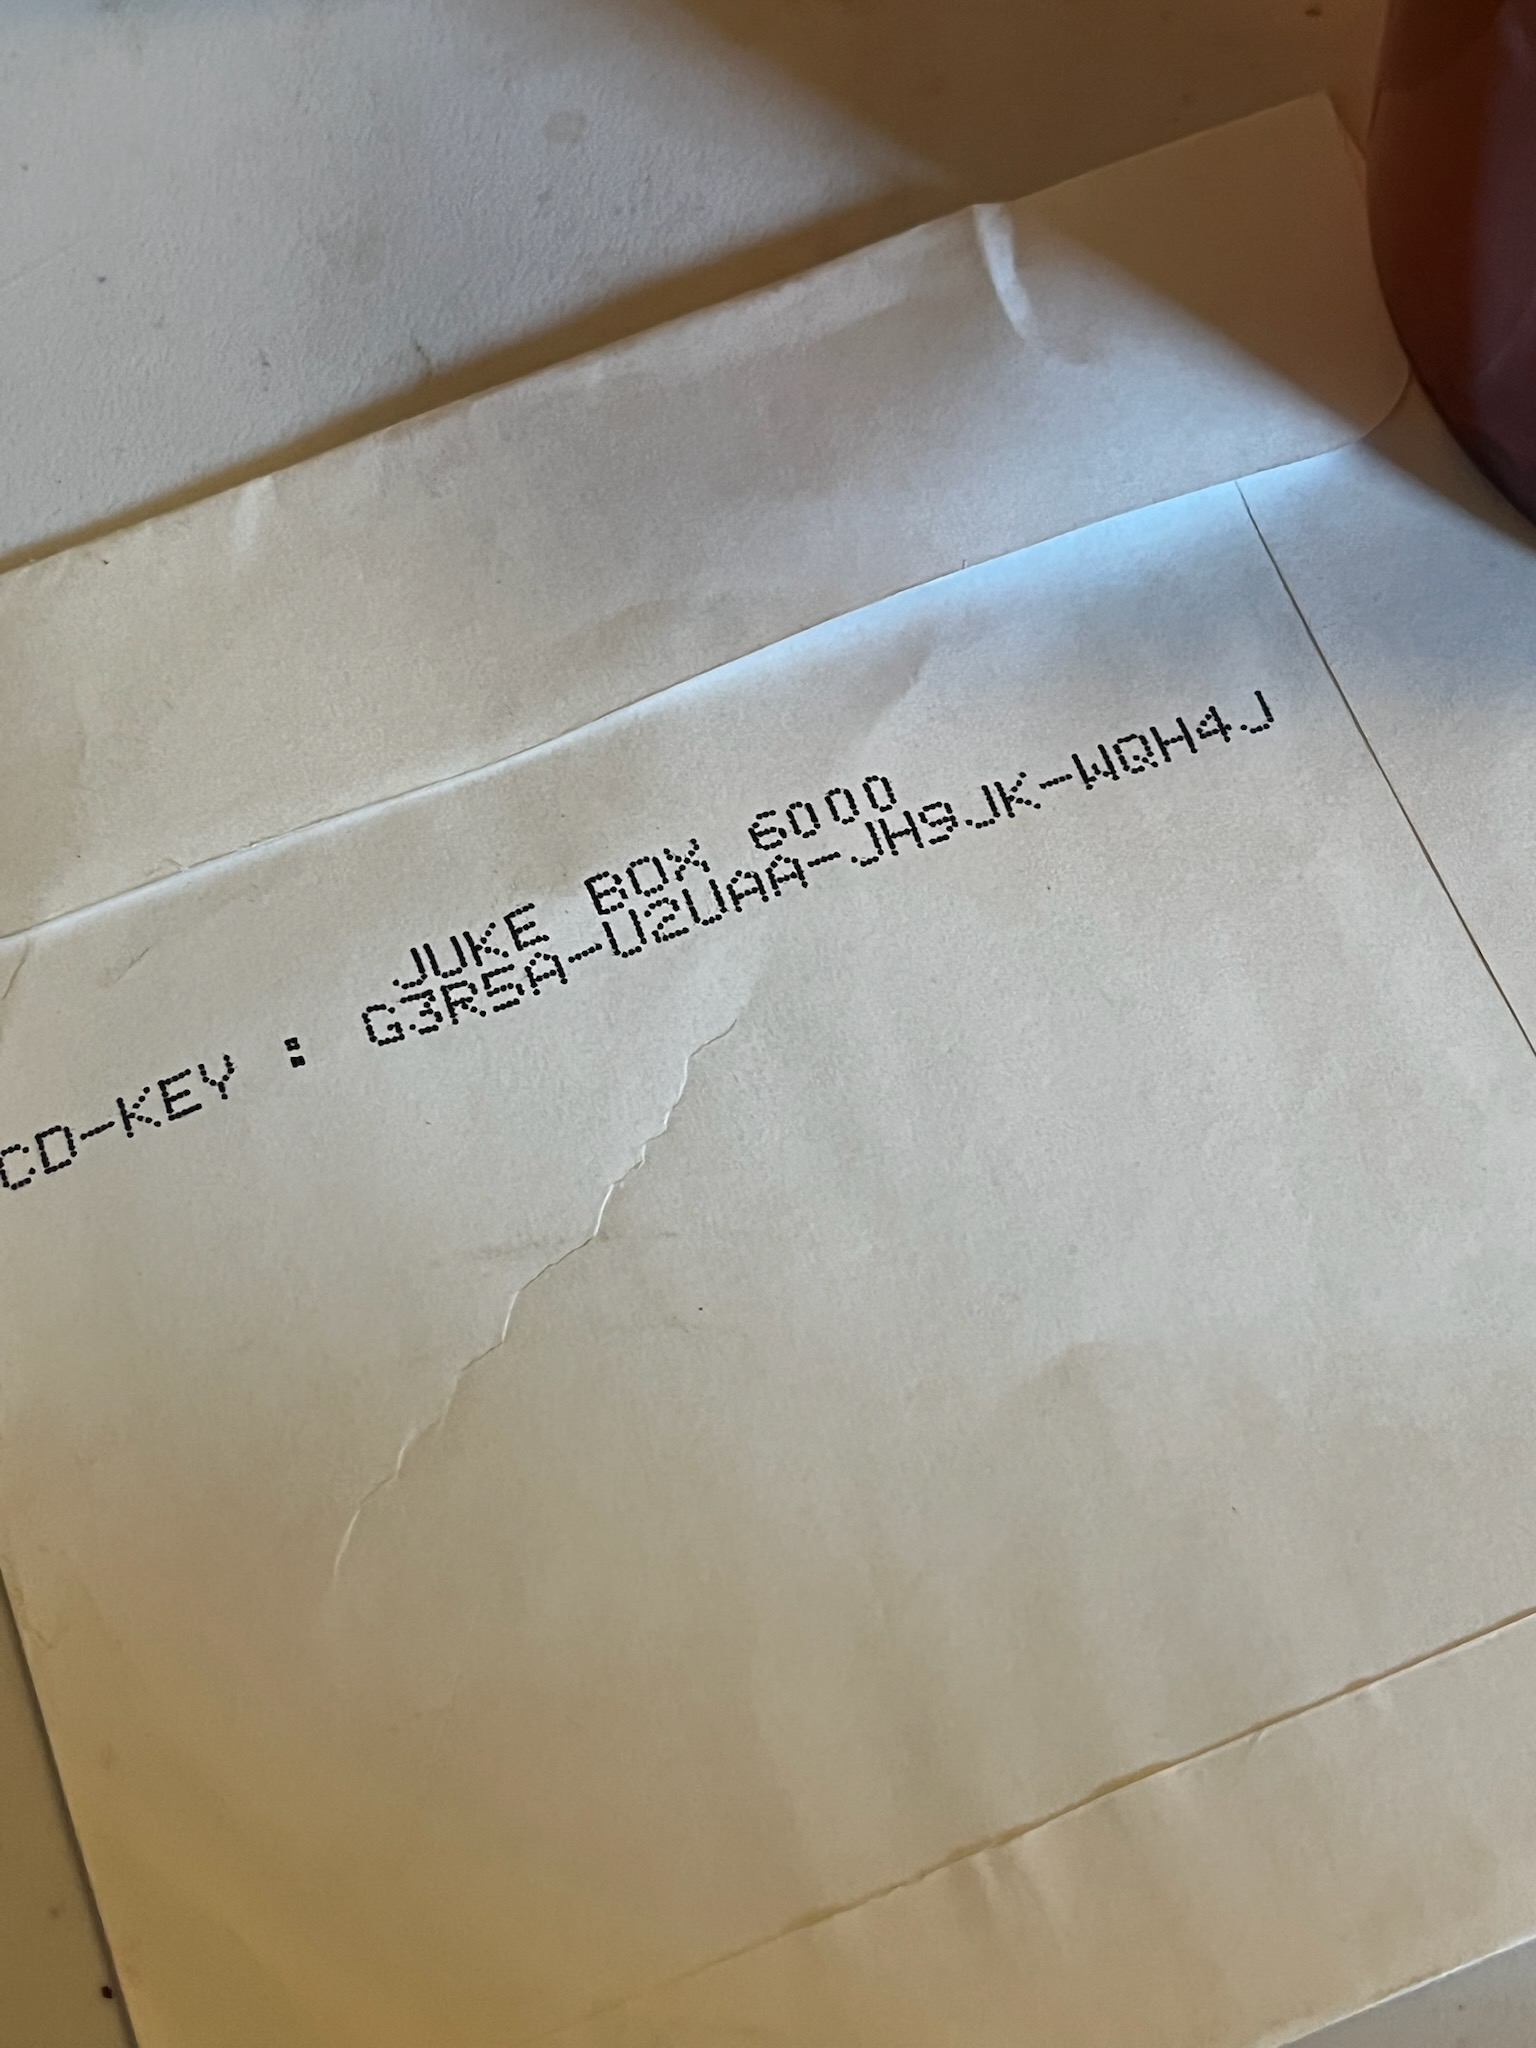 JUKE BOX 6000
CD-KEY : G3R5A-U2UAA-JH9JK-WQH4J